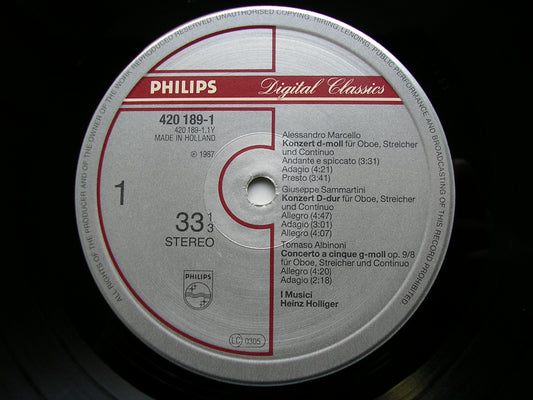 ALL RIGHTS OF THE PRODUCER AND OF THE OWNER OF THE WORK REPRODUCED RESERVED. UNAUTHORISED COPYING, HIRING, LENDING, PUBLIC PERFORMANCE AND BROADCASTING OF THIS RECORD PROHIBITED
PHILIPS Digital Classics
420 189-1
420 189-1.1Y
MADE IN HOLLAND
℗ 1987
1
33 1/3
STEREO
PHILIPS
LC 0305
Alessandro Marcello
Konzert d-moll für Oboe, Streicher
und Continuo
Andante e spiccato (3:31)
Adagio (4:21)
Presto (3:41)
Giuseppe Sammartini
Konzert D-dur für Oboe, Streicher
und Continuo
Allegro (4:47)
Adagio (3:01)
Allegro (4:07)
Tomaso Albinoni
Concerto a cinque g-moll op. 9/8
für Oboe, Streicher und Continuo
Allegro (4:20)
Adagio (2:18)
I Musici
Heinz Holliger